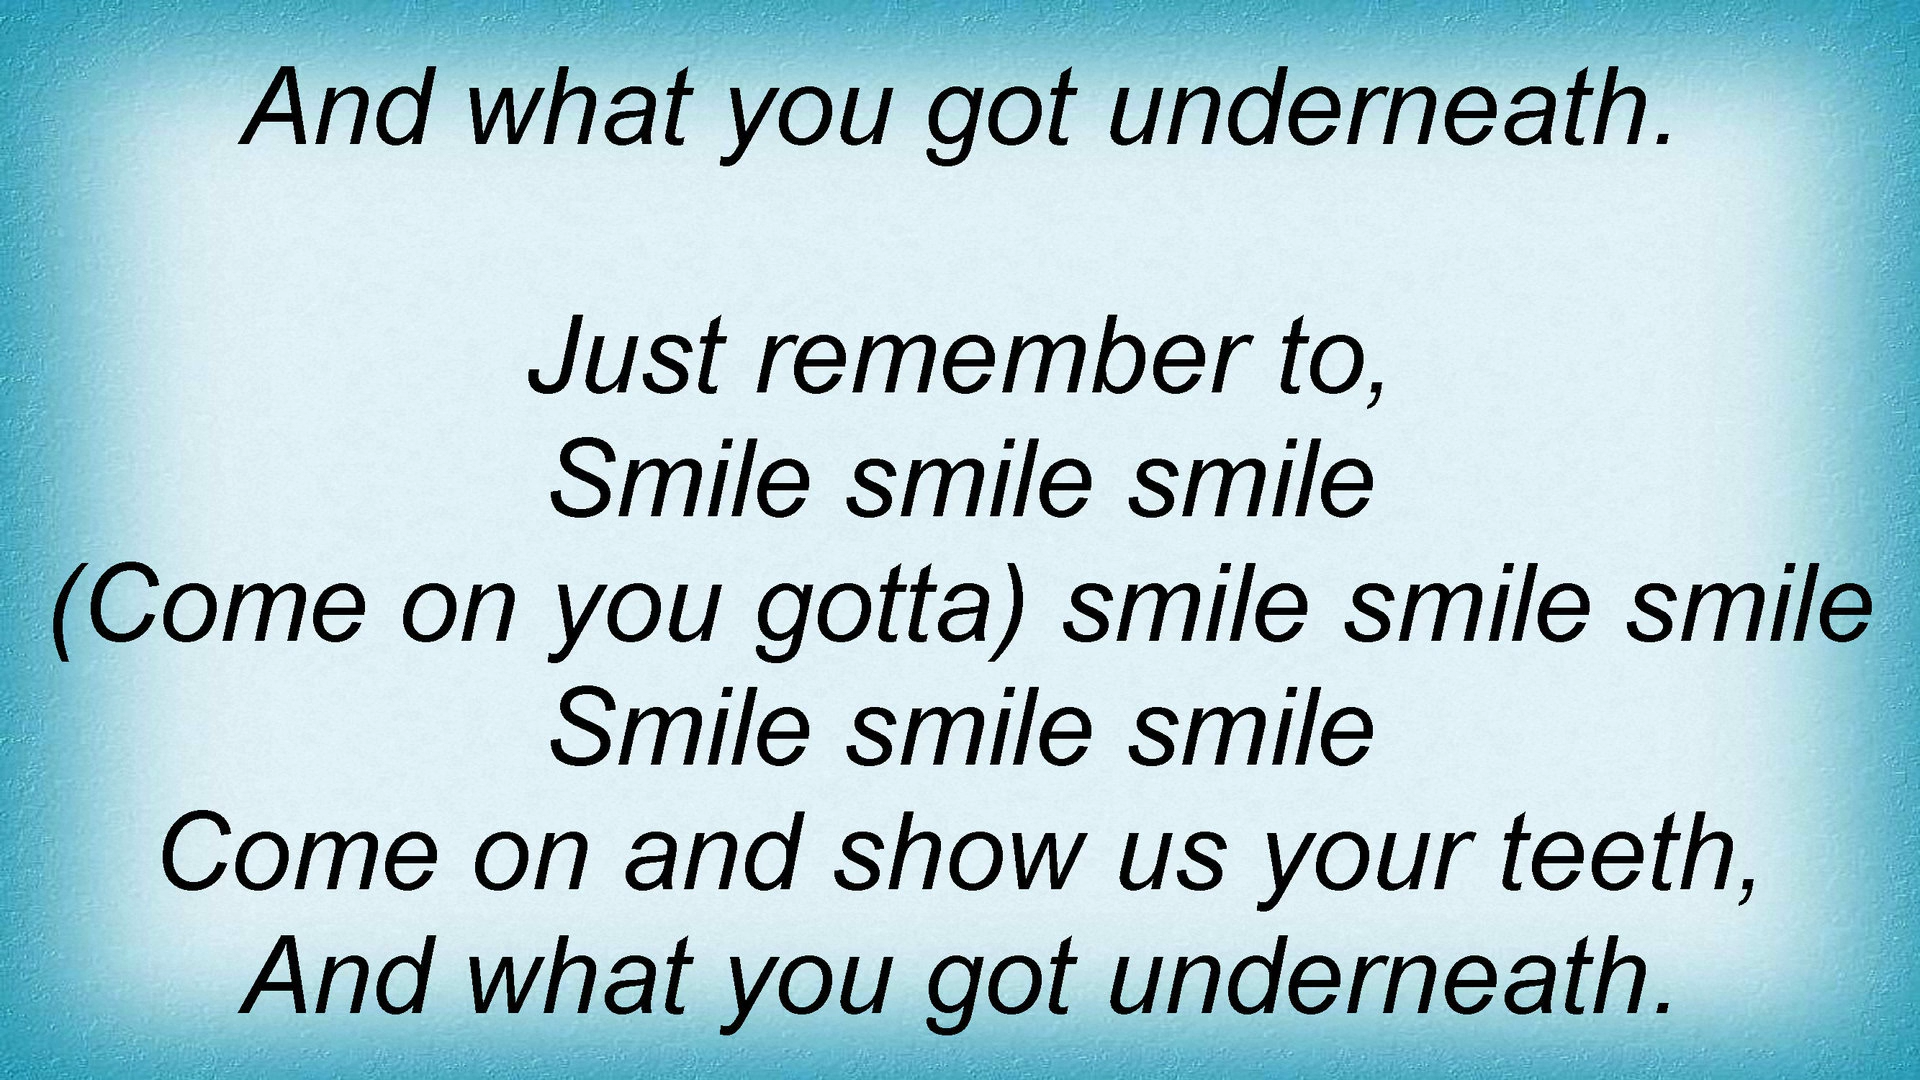 And what you got underneath.
Just remember to,
Smile smile smile
(Come on you gotta) smile smile smile
Smile smile smile
Come on and show us your teeth,
And what you got underneath.